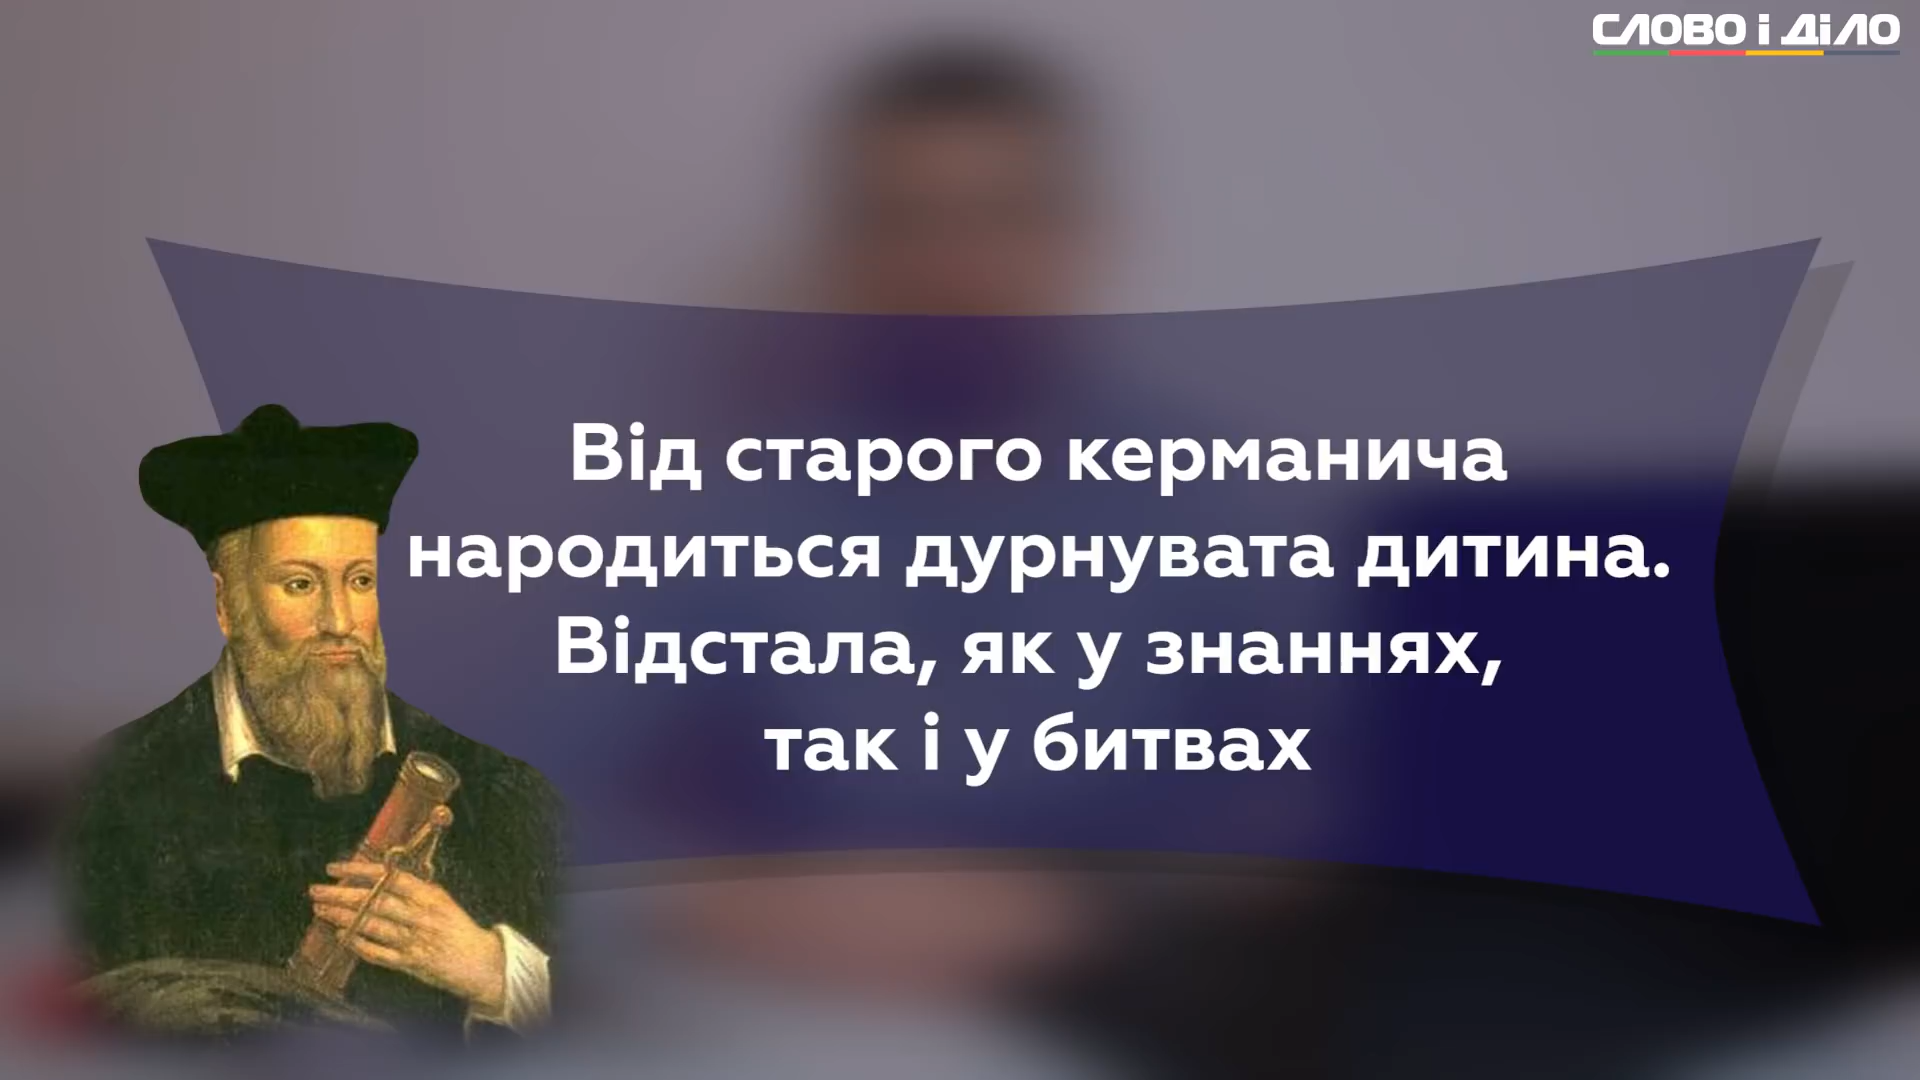 СЛОВО і ДіЛО
Від старого керманича
народиться дурнувата дитина.
Відстала, як у знаннях,
так і у битвах